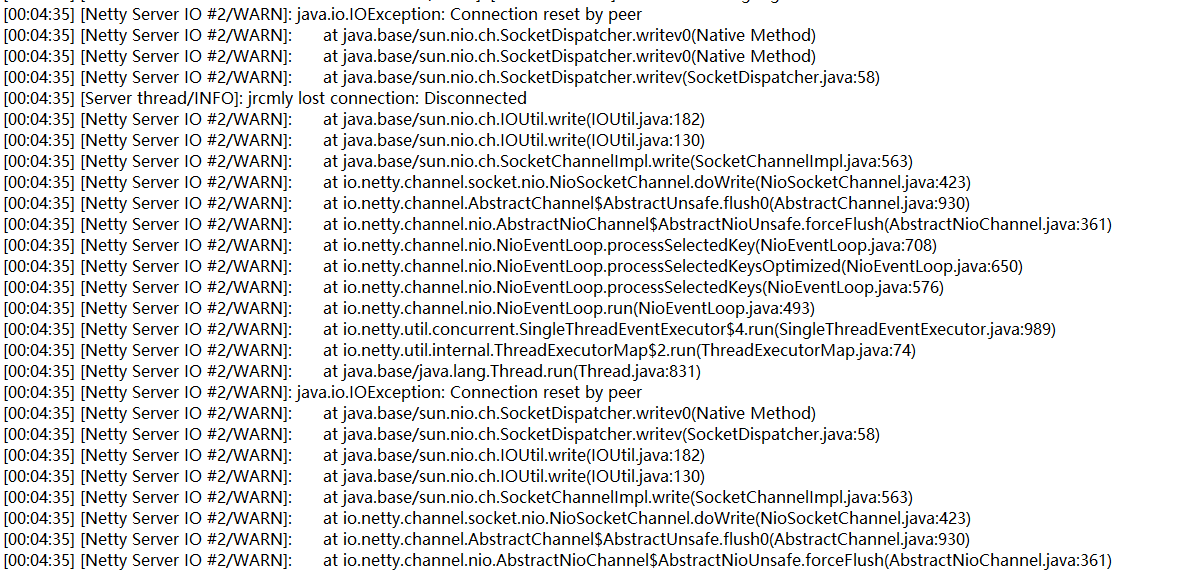 [00:04:35] [Netty Server IO #2/WARN]: java.io.IOException: Connection reset by peer
[00:04:35] [Netty Server IO #2/WARN]: at java.base/sun.nio.ch.SocketDispatcher.writev0(Native Method)
[00:04:35] [Netty Server IO #2/WARN]: at java.base/sun.nio.ch.SocketDispatcher.writev0(Native Method)
[00:04:35] [Netty Server IO #2/WARN]: at java.base/sun.nio.ch.SocketDispatcher.writev(SocketDispatcher.java:58)
[00:04:35] [Server thread/INFO]: jrcmly lost connection: Disconnected
[00:04:35] [Netty Server IO #2/WARN]: at java.base/sun.nio.ch.IOUtil.write(IOUtil.java:182)
[00:04:35] [Netty Server IO #2/WARN]: at java.base/sun.nio.ch.IOUtil.write(IOUtil.java:130)
[00:04:35] [Netty Server IO #2/WARN]: at java.base/sun.nio.ch.SocketChannelImpl.write(SocketChannelImpl.java:563)
[00:04:35] [Netty Server IO #2/WARN]: at io.netty.channel.socket.nio.NioSocketChannel.doWrite(NioSocketChannel.java:423)
[00:04:35] [Netty Server IO #2/WARN]: at io.netty.channel.AbstractChannel$AbstractUnsafe.flush0(AbstractChannel.java:930)
[00:04:35] [Netty Server IO #2/WARN]: at io.netty.channel.nio.AbstractNioChannel$AbstractNioUnsafe.forceFlush(AbstractNioChannel.java:361)
[00:04:35] [Netty Server IO #2/WARN]: at io.netty.channel.nio.NioEventLoop.processSelectedKey(NioEventLoop.java:708)
[00:04:35] [Netty Server IO #2/WARN]: at io.netty.channel.nio.NioEventLoop.processSelectedKeysOptimized(NioEventLoop.java:650)
[00:04:35] [Netty Server IO #2/WARN]: at io.netty.channel.nio.NioEventLoop.processSelectedKeys(NioEventLoop.java:576)
[00:04:35] [Netty Server IO #2/WARN]: at io.netty.channel.nio.NioEventLoop.run(NioEventLoop.java:493)
[00:04:35] [Netty Server IO #2/WARN]: at io.netty.util.concurrent.SingleThreadEventExecutor$4.run(SingleThreadEventExecutor.java:989)
[00:04:35] [Netty Server IO #2/WARN]: at io.netty.util.internal.ThreadExecutorMap$2.run(ThreadExecutorMap.java:74)
[00:04:35] [Netty Server IO #2/WARN]: at java.base/java.lang.Thread.run(Thread.java:831)
[00:04:35] [Netty Server IO #2/WARN]: java.io.IOException: Connection reset by peer
[00:04:35] [Netty Server IO #2/WARN]: at java.base/sun.nio.ch.SocketDispatcher.writev0(Native Method)
[00:04:35] [Netty Server IO #2/WARN]: at java.base/sun.nio.ch.SocketDispatcher.writev(SocketDispatcher.java:58)
[00:04:35] [Netty Server IO #2/WARN]: at java.base/sun.nio.ch.IOUtil.write(IOUtil.java:182)
[00:04:35] [Netty Server IO #2/WARN]: at java.base/sun.nio.ch.IOUtil.write(IOUtil.java:130)
[00:04:35] [Netty Server IO #2/WARN]: at java.base/sun.nio.ch.SocketChannelImpl.write(SocketChannelImpl.java:563)
[00:04:35] [Netty Server IO #2/WARN]: at io.netty.channel.socket.nio.NioSocketChannel.doWrite(NioSocketChannel.java:423)
[00:04:35] [Netty Server IO #2/WARN]: at io.netty.channel.AbstractChannel$AbstractUnsafe.flush0(AbstractChannel.java:930)
[00:04:35] [Netty Server IO #2/WARN]: at io.netty.channel.nio.AbstractNioChannel$AbstractNioUnsafe.forceFlush(AbstractNioChannel.java:361)